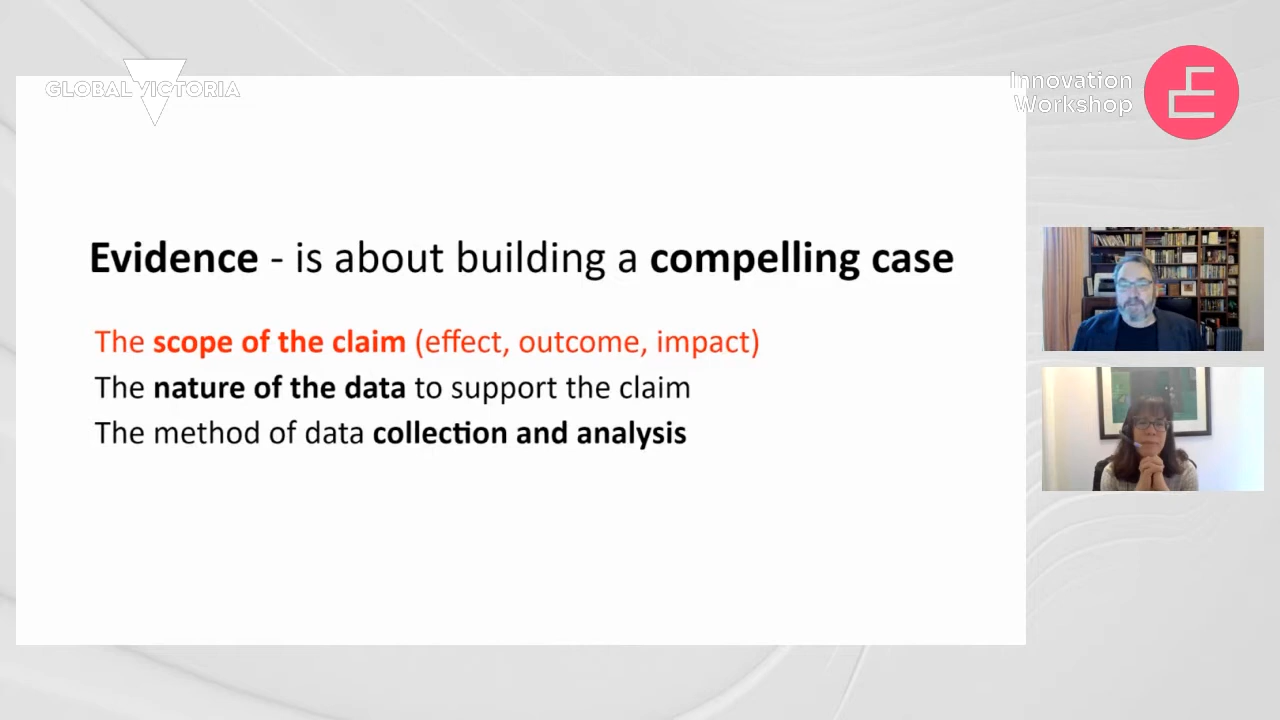 GLOBAL VICTORIA
Innovation
Workshop
Evidence - is about building a compelling case
The scope of the claim (effect, outcome, impact)
The nature of the data to support the claim
The method of data collection and analysis